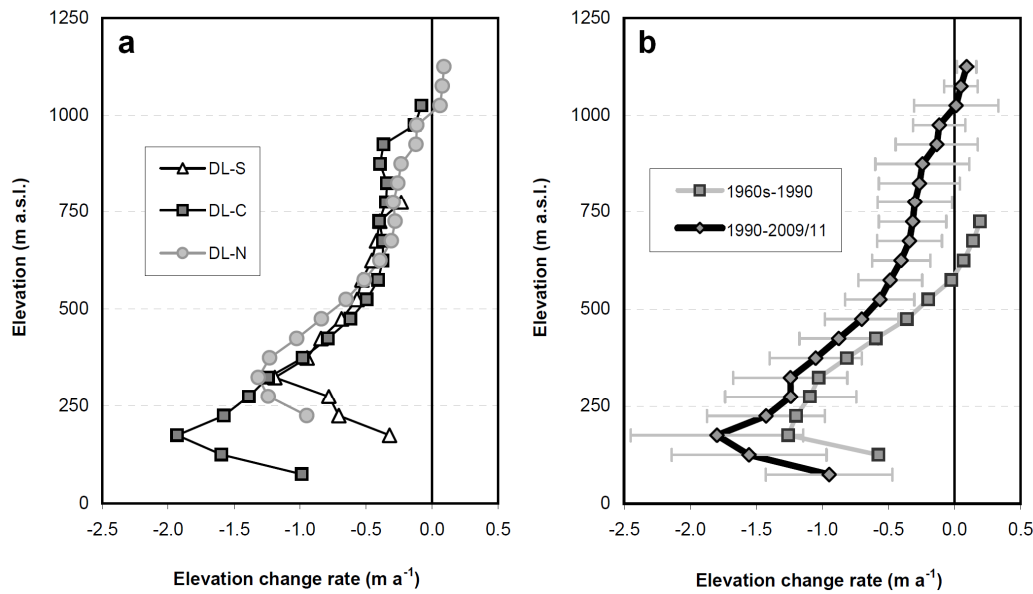 a
1250
1000
750
500
250
0
-2.5 -2.0 -1.5 -1.0 -0.5 0.0 0.5
Elevation (m a.s.l.)
Elevation change rate (m a⁻¹)
DL-S
DL-C
DL-N
b
1250
1000
750
500
250
0
-2.5 -2.0 -1.5 -1.0 -0.5 0.0 0.5
Elevation (m a.s.l.)
Elevation change rate (m a⁻¹)
1960s-1990
1990-2009/11